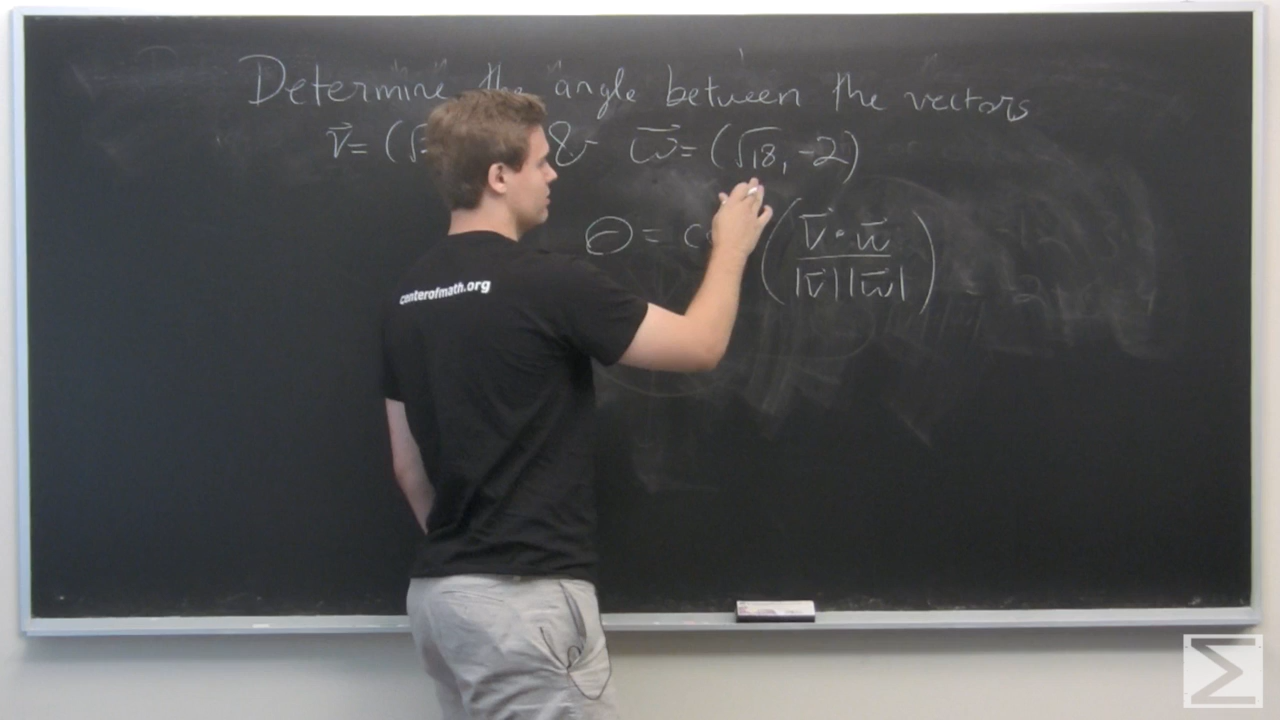 Determine the angle between the vectors
v⃗ = (√ & w⃗ = (√18, -2)
θ = ( v⃗ · w⃗ / |v⃗| |w⃗| )
centerofmath.org
Σ